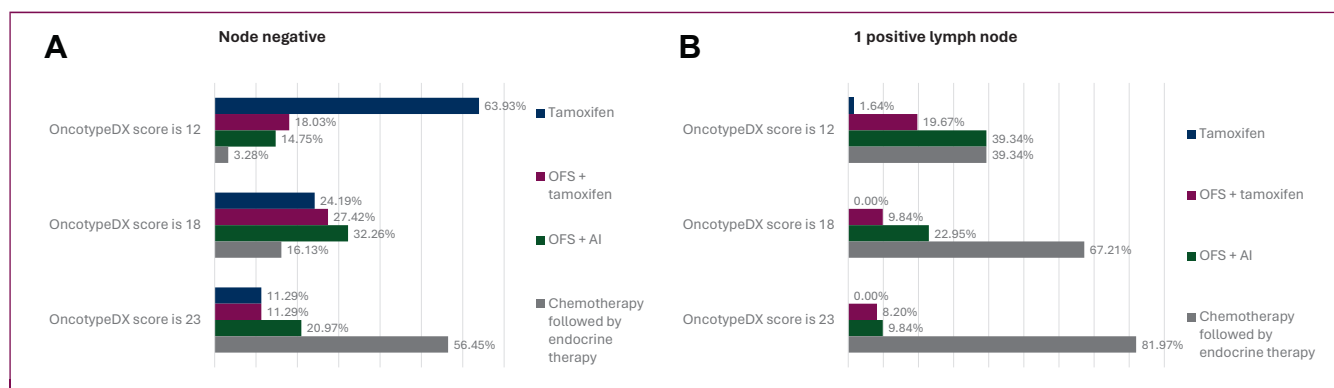 A
Node negative
OncotypeDX score is 12
63.93%
18.03%
14.75%
3.28%
OncotypeDX score is 18
24.19%
27.42%
32.26%
16.13%
OncotypeDX score is 23
11.29%
11.29%
20.97%
56.45%
Tamoxifen
OFS +
tamoxifen
OFS + AI
Chemotherapy
followed by
endocrine
therapy
B
1 positive lymph node
OncotypeDX score is 12
1.64%
19.67%
39.34%
39.34%
OncotypeDX score is 18
0.00%
9.84%
22.95%
67.21%
OncotypeDX score is 23
0.00%
8.20%
9.84%
81.97%
Tamoxifen
OFS + tamoxifen
OFS + AI
Chemotherapy
followed by
endocrine therapy